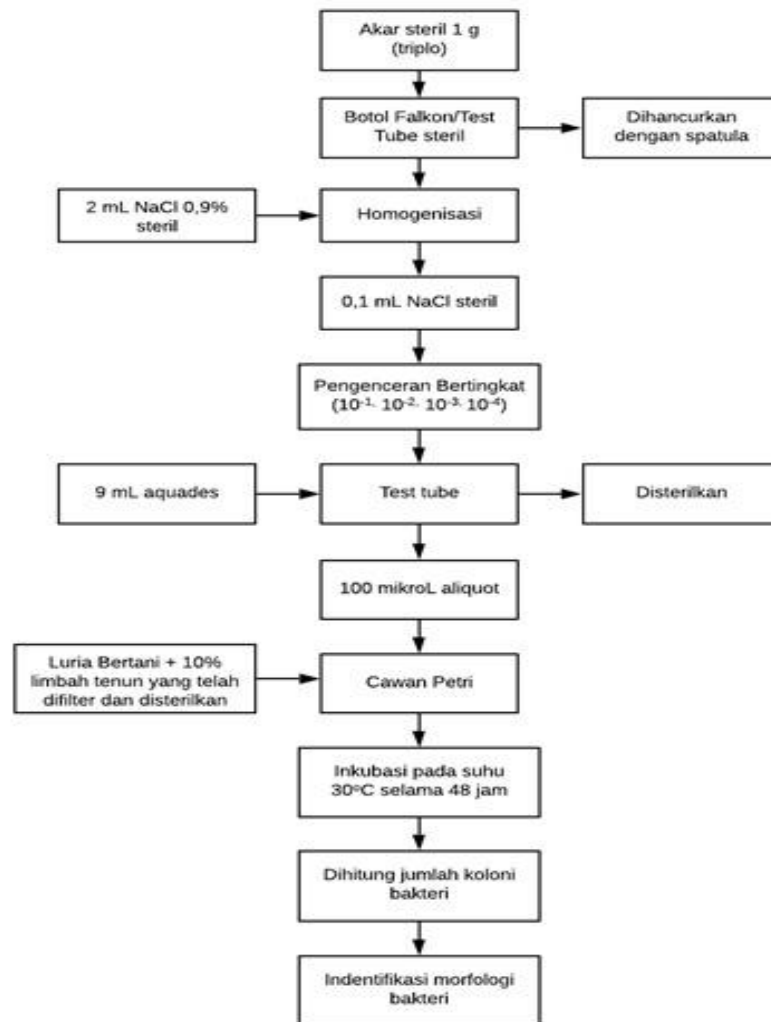 Akar steril 1 g
(triplo)
Botol Falkon/Test
Tube steril
Dihancurkan
dengan spatula
2 mL NaCl 0,9%
steril
Homogenisasi
0,1 mL NaCl steril
Pengenceran Bertingkat
(10⁻¹, 10⁻², 10⁻³, 10⁻⁴)
9 mL aquades
Test tube
Disterilkan
100 mikroL aliquot
Luria Bertani + 10%
limbah tenun yang telah
difilter dan disterilkan
Cawan Petri
Inkubasi pada suhu
30ºC selama 48 jam
Dihitung jumlah koloni
bakteri
Indentifikasi morfologi
bakteri